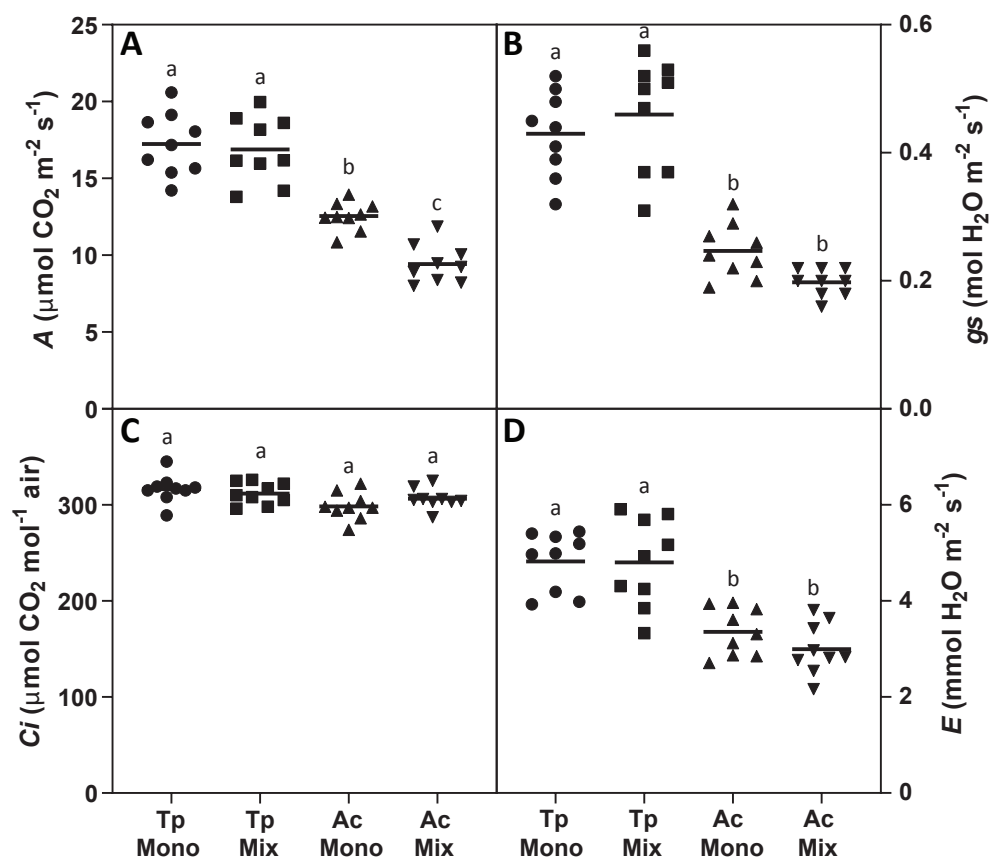 A
B
a
a
b
c
a
a
b
b
25
20
15
10
5
0
A (μmol CO₂ m⁻² s⁻¹)
0.6
0.4
0.2
0.0
gs (mol H₂O m⁻² s⁻¹)
C
D
a
a
a
a
a
a
b
b
300
200
100
0
Ci (μmol CO₂ mol⁻¹ air)
6
4
2
0
E (mmol H₂O m⁻² s⁻¹)
Tp
Mono
Tp
Mix
Ac
Mono
Ac
Mix
Tp
Mono
Tp
Mix
Ac
Mono
Ac
Mix